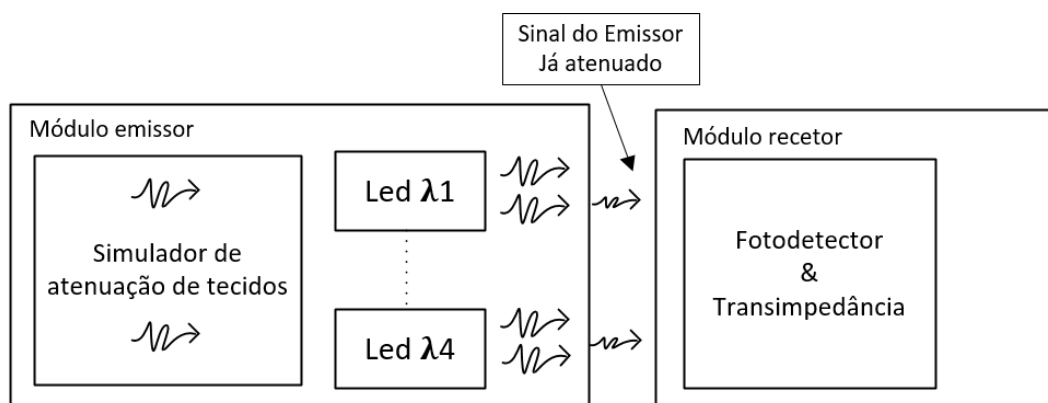 Sinal do Emissor
Já atenuado
Módulo emissor
Simulador de
atenuação de tecidos
Led λ1
Led λ4
Módulo recetor
Fotodetector
&
Transimpedância